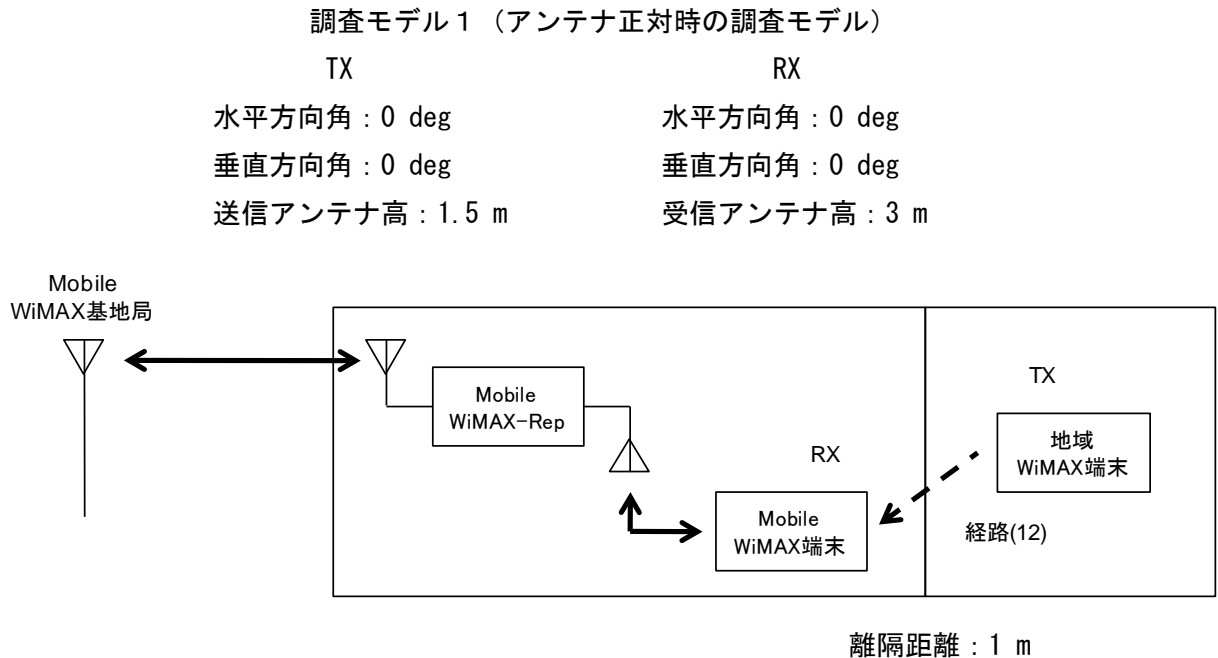 調査モデル１（アンテナ正対時の調査モデル）
TX RX
水平方向角：0 deg 水平方向角：0 deg
垂直方向角：0 deg 垂直方向角：0 deg
送信アンテナ高：1.5 m 受信アンテナ高：3 m
Mobile
WiMAX基地局
Mobile
WiMAX-Rep
RX
Mobile
WiMAX端末
TX
地域
WiMAX端末
経路(12)
離隔距離：1 m